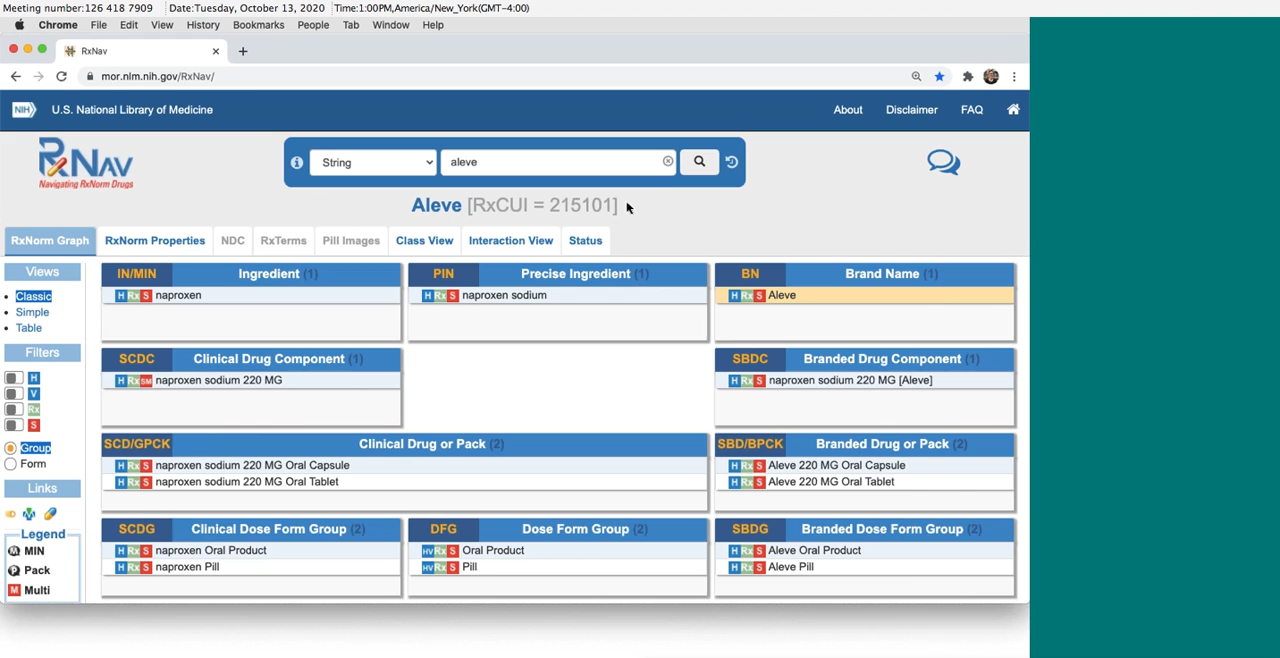 Meeting number:126 418 7909 Date:Tuesday, October 13, 2020 Time:1:00PM,America/New_York(GMT-4:00)
Chrome File Edit View History Bookmarks People Tab Window Help
RxNav
mor.nlm.nih.gov/RxNav/
NIH U.S. National Library of Medicine About Disclaimer FAQ
RxNav
Navigating RxNorm Drugs
String aleve
Aleve [RxCUI = 215101]
RxNorm Graph RxNorm Properties NDC RxTerms Pill Images Class View Interaction View Status
Views
Classic
Simple
Table
Filters
H
V
Rx
S
Group
Form
Links
Legend
M MIN
P Pack
M Multi
IN/MIN Ingredient (1)
H Rx S naproxen
PIN Precise Ingredient (1)
H Rx S naproxen sodium
BN Brand Name (1)
H Rx S Aleve
SCDC Clinical Drug Component (1)
H Rx SM naproxen sodium 220 MG
SBDC Branded Drug Component (1)
H Rx S naproxen sodium 220 MG [Aleve]
SCD/GPCK Clinical Drug or Pack (2)
H Rx S naproxen sodium 220 MG Oral Capsule
H Rx S naproxen sodium 220 MG Oral Tablet
SBD/BPCK Branded Drug or Pack (2)
H Rx S Aleve 220 MG Oral Capsule
H Rx S Aleve 220 MG Oral Tablet
SCDG Clinical Dose Form Group (2)
H Rx S naproxen Oral Product
H Rx S naproxen Pill
DFG Dose Form Group (2)
HV Rx S Oral Product
HV Rx S Pill
SBDG Branded Dose Form Group (2)
H Rx S Aleve Oral Product
H Rx S Aleve Pill